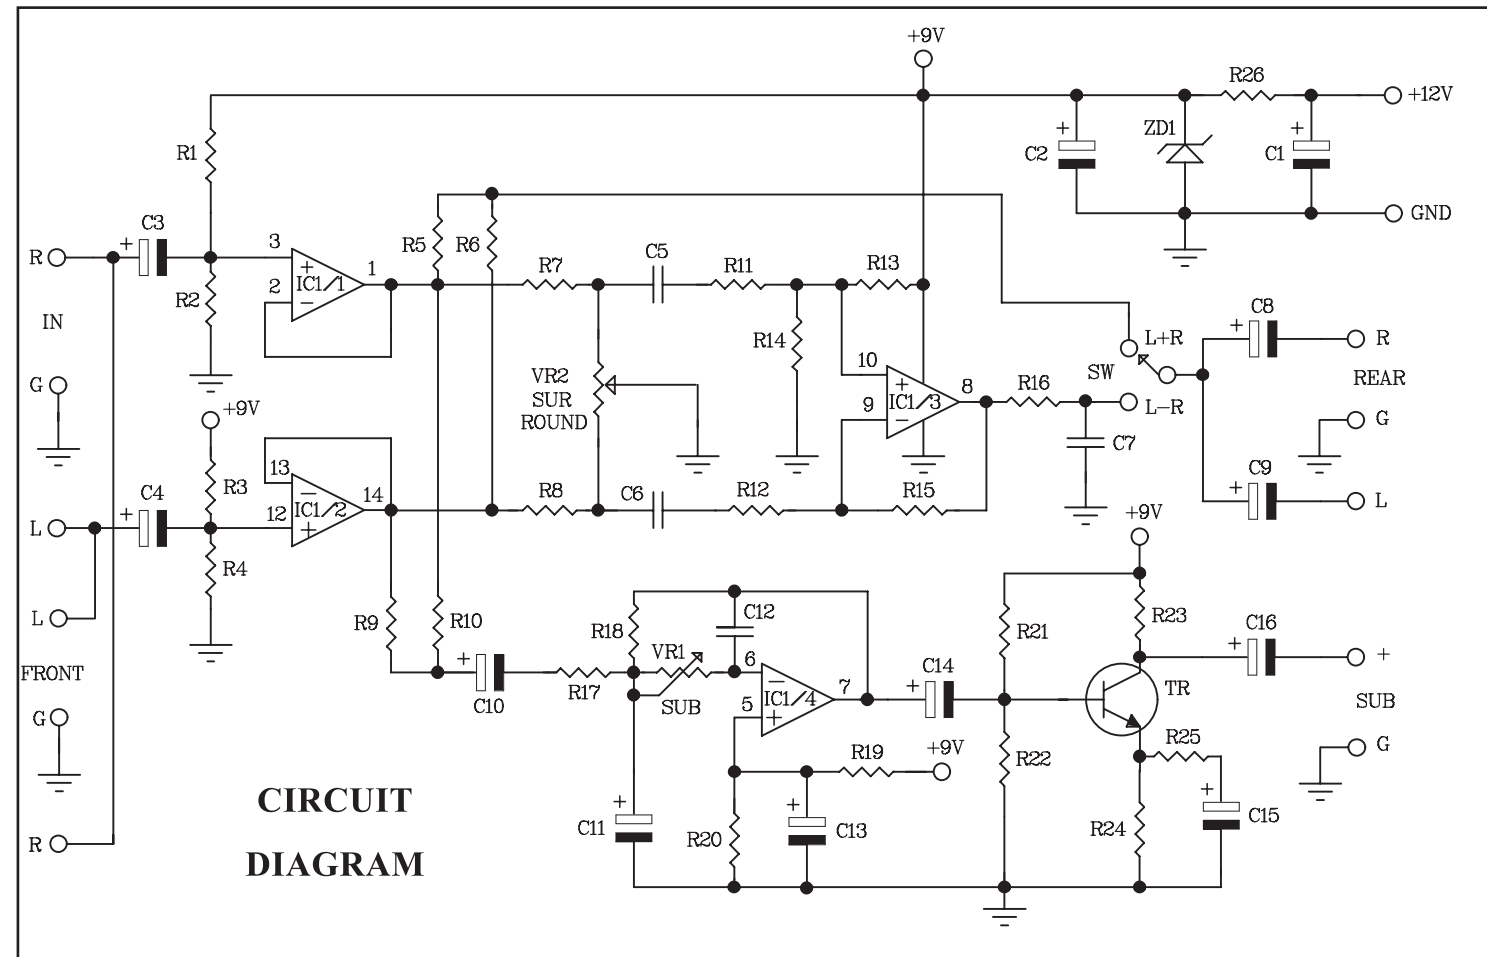 +9V
R26
+12V
ZD1
+
C2
+
C1
R1
C3
+
R
3
2
+
IC1/1
−
1
R5
R6
GND
R7
C5
R11
R13
R2
IN
R14
C8
+
R
L+R
SW
10
+
IC1/3
8
R16
REAR
G
+9V
VR2
SUR
ROUND
9
−
L−R
G
C7
13
−
IC1/2
14
12
+
R3
C4
+
L
R8
C6
R12
R15
C9
+
L
+9V
R4
L
R9
R10
R18
C12
R21
R23
C16
+
+
FRONT
+
C10
R17
VR1
SUB
6
−
IC1/4
7
5
+
C14
+
TR
SUB
G
R19
+9V
R22
R25
G
CIRCUIT
DIAGRAM
+
C11
R20
+
C13
R24
+
C15
R